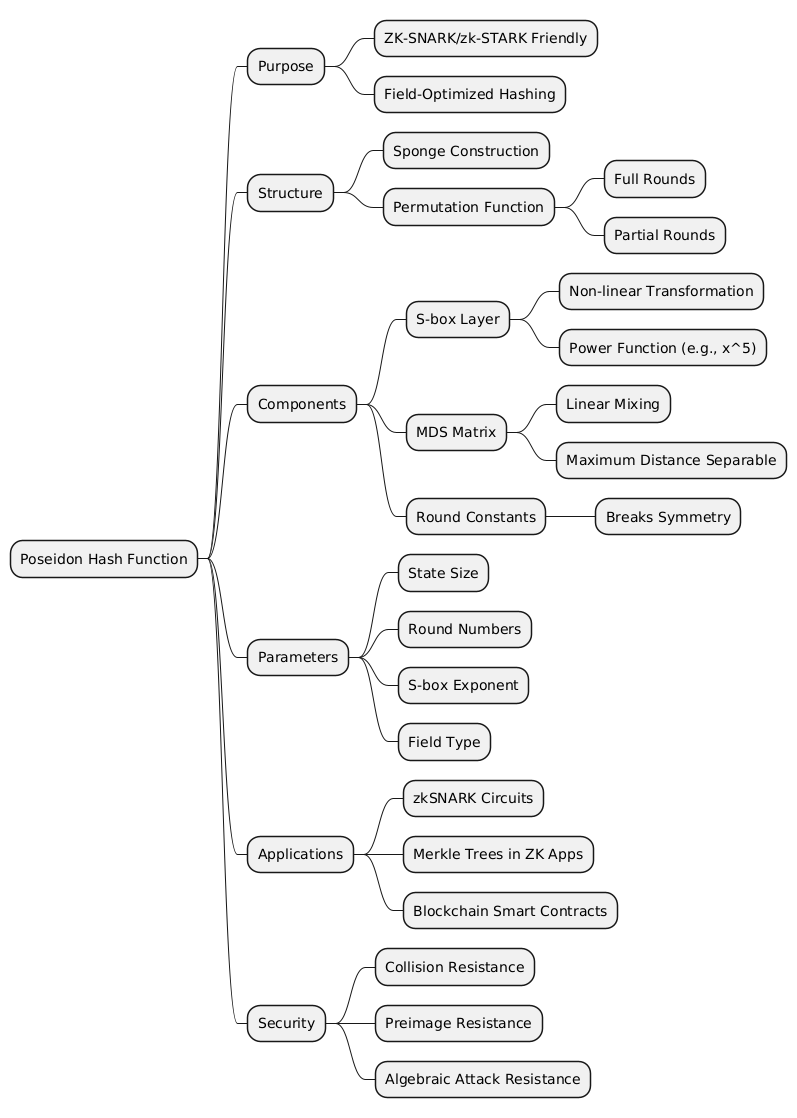 Poseidon Hash Function
Purpose
ZK-SNARK/zk-STARK Friendly
Field-Optimized Hashing
Structure
Sponge Construction
Permutation Function
Full Rounds
Partial Rounds
Components
S-box Layer
Non-linear Transformation
Power Function (e.g., x^5)
MDS Matrix
Linear Mixing
Maximum Distance Separable
Round Constants
Breaks Symmetry
Parameters
State Size
Round Numbers
S-box Exponent
Field Type
Applications
zkSNARK Circuits
Merkle Trees in ZK Apps
Blockchain Smart Contracts
Security
Collision Resistance
Preimage Resistance
Algebraic Attack Resistance